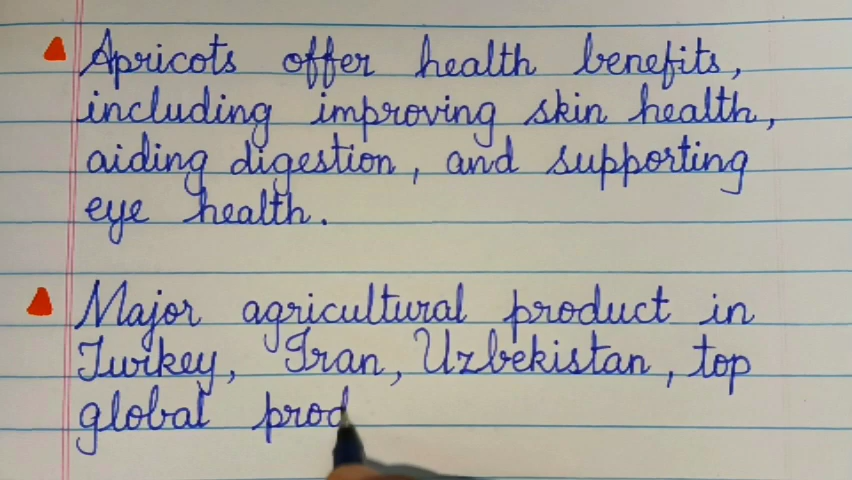 Apricots offer health benefits,
including improving skin health,
aiding digestion, and supporting
eye health.
Major agricultural product in
Turkey, Iran, Uzbekistan, top
global prod